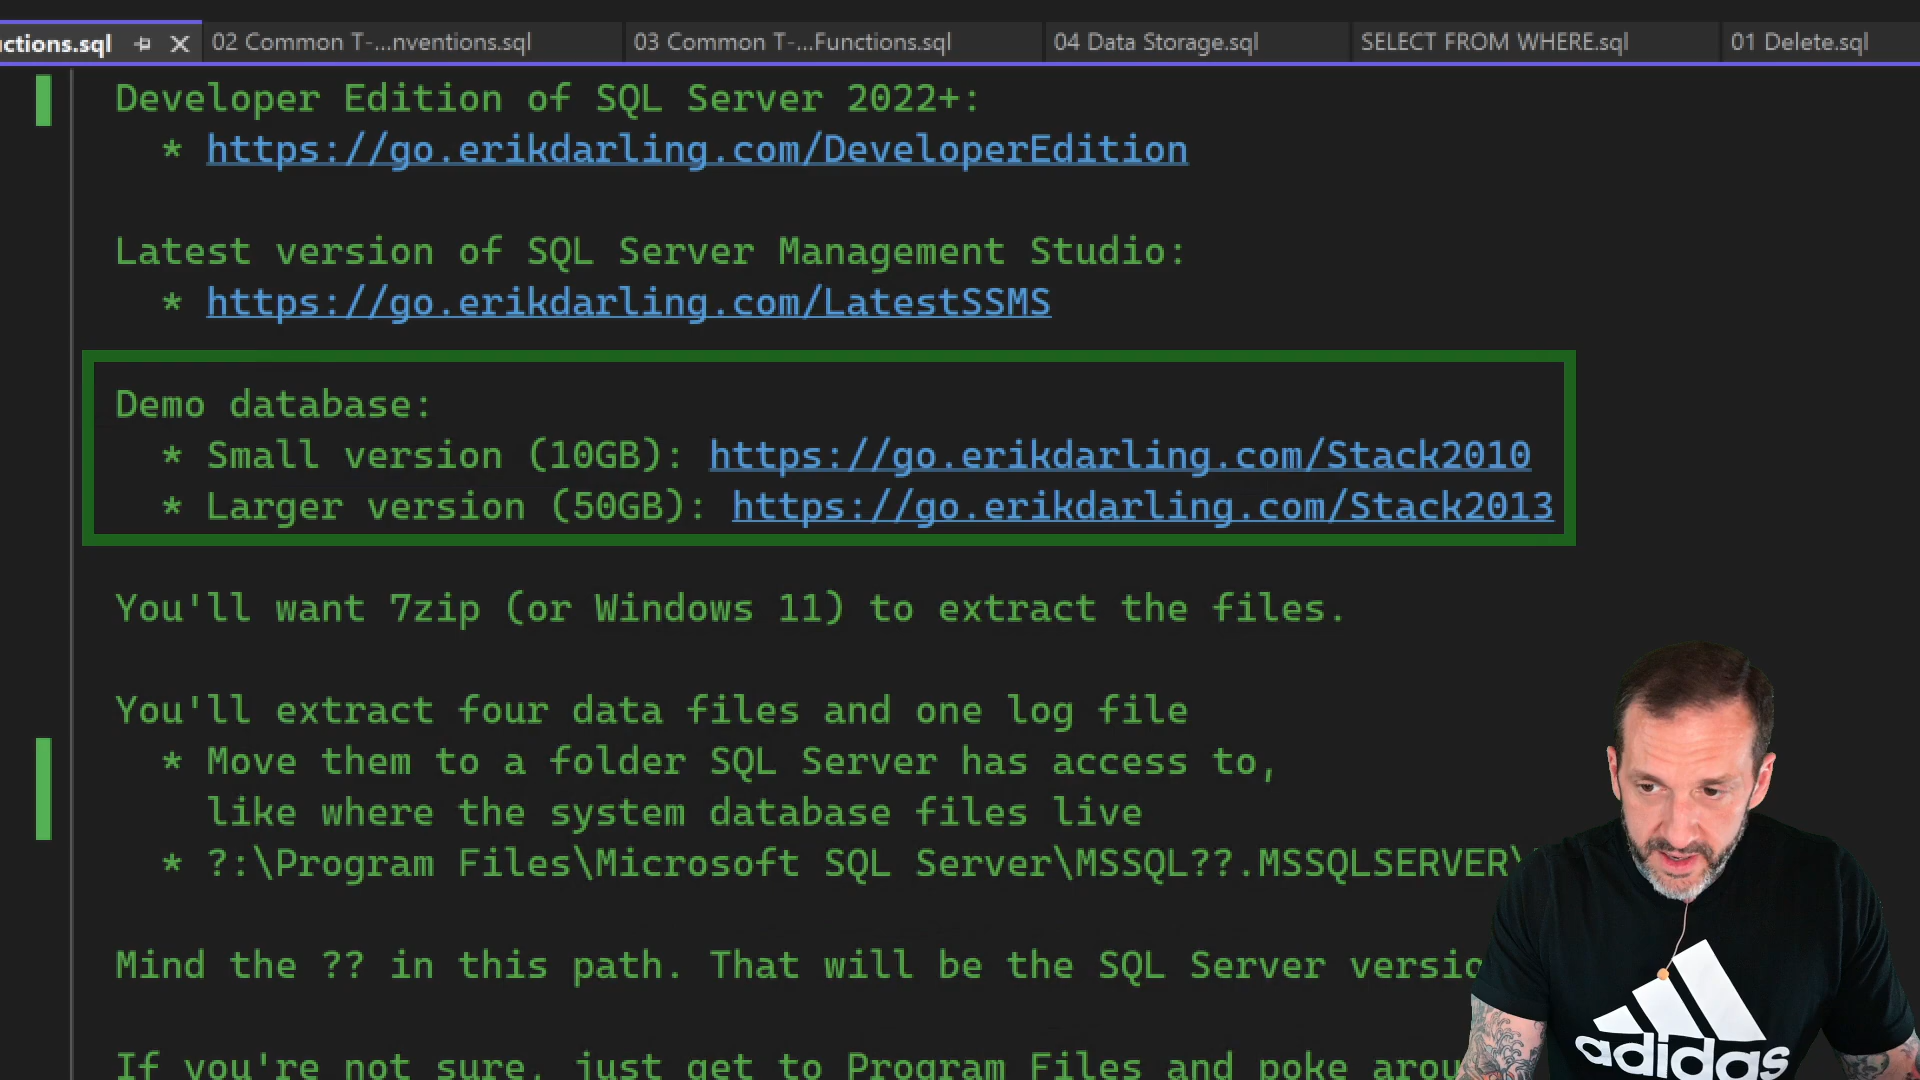 ctions.sql
02 Common T-...nventions.sql
03 Common T-...Functions.sql
04 Data Storage.sql
SELECT FROM WHERE.sql
01 Delete.sql
Developer Edition of SQL Server 2022+:
* https://go.erikdarling.com/DeveloperEdition
Latest version of SQL Server Management Studio:
* https://go.erikdarling.com/LatestSSMS
Demo database:
* Small version (10GB): https://go.erikdarling.com/Stack2010
* Larger version (50GB): https://go.erikdarling.com/Stack2013
You'll want 7zip (or Windows 11) to extract the files.
You'll extract four data files and one log file
* Move them to a folder SQL Server has access to,
like where the system database files live
* ?:\Program Files\Microsoft SQL Server\MSSQL??.MSSQLSERVER\
Mind the ?? in this path. That will be the SQL Server versio
If you're not sure, just get to Program Files and poke arou
adidas